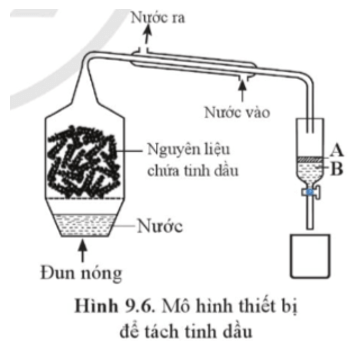 Nước ra
Nước vào
A
B
Nguyên liệu
chứa tinh dầu
Nước
Đun nóng
Hình 9.6. Mô hình thiết bị
để tách tinh dầu